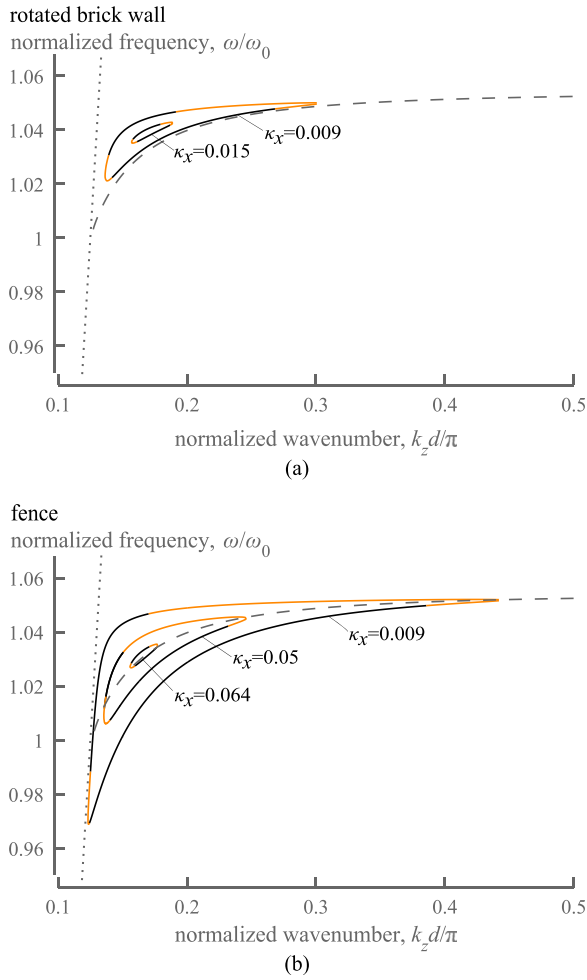 rotated brick wall
normalized frequency, ω/ω0
1.06
1.04
1.02
1
0.98
0.96
κx=0.009
κx=0.015
0.1 0.2 0.3 0.4 0.5
normalized wavenumber, kzd/π
(a)
fence
normalized frequency, ω/ω0
1.06
1.04
1.02
1
0.98
0.96
κx=0.009
κx=0.05
κx=0.064
0.1 0.2 0.3 0.4 0.5
normalized wavenumber, kzd/π
(b)